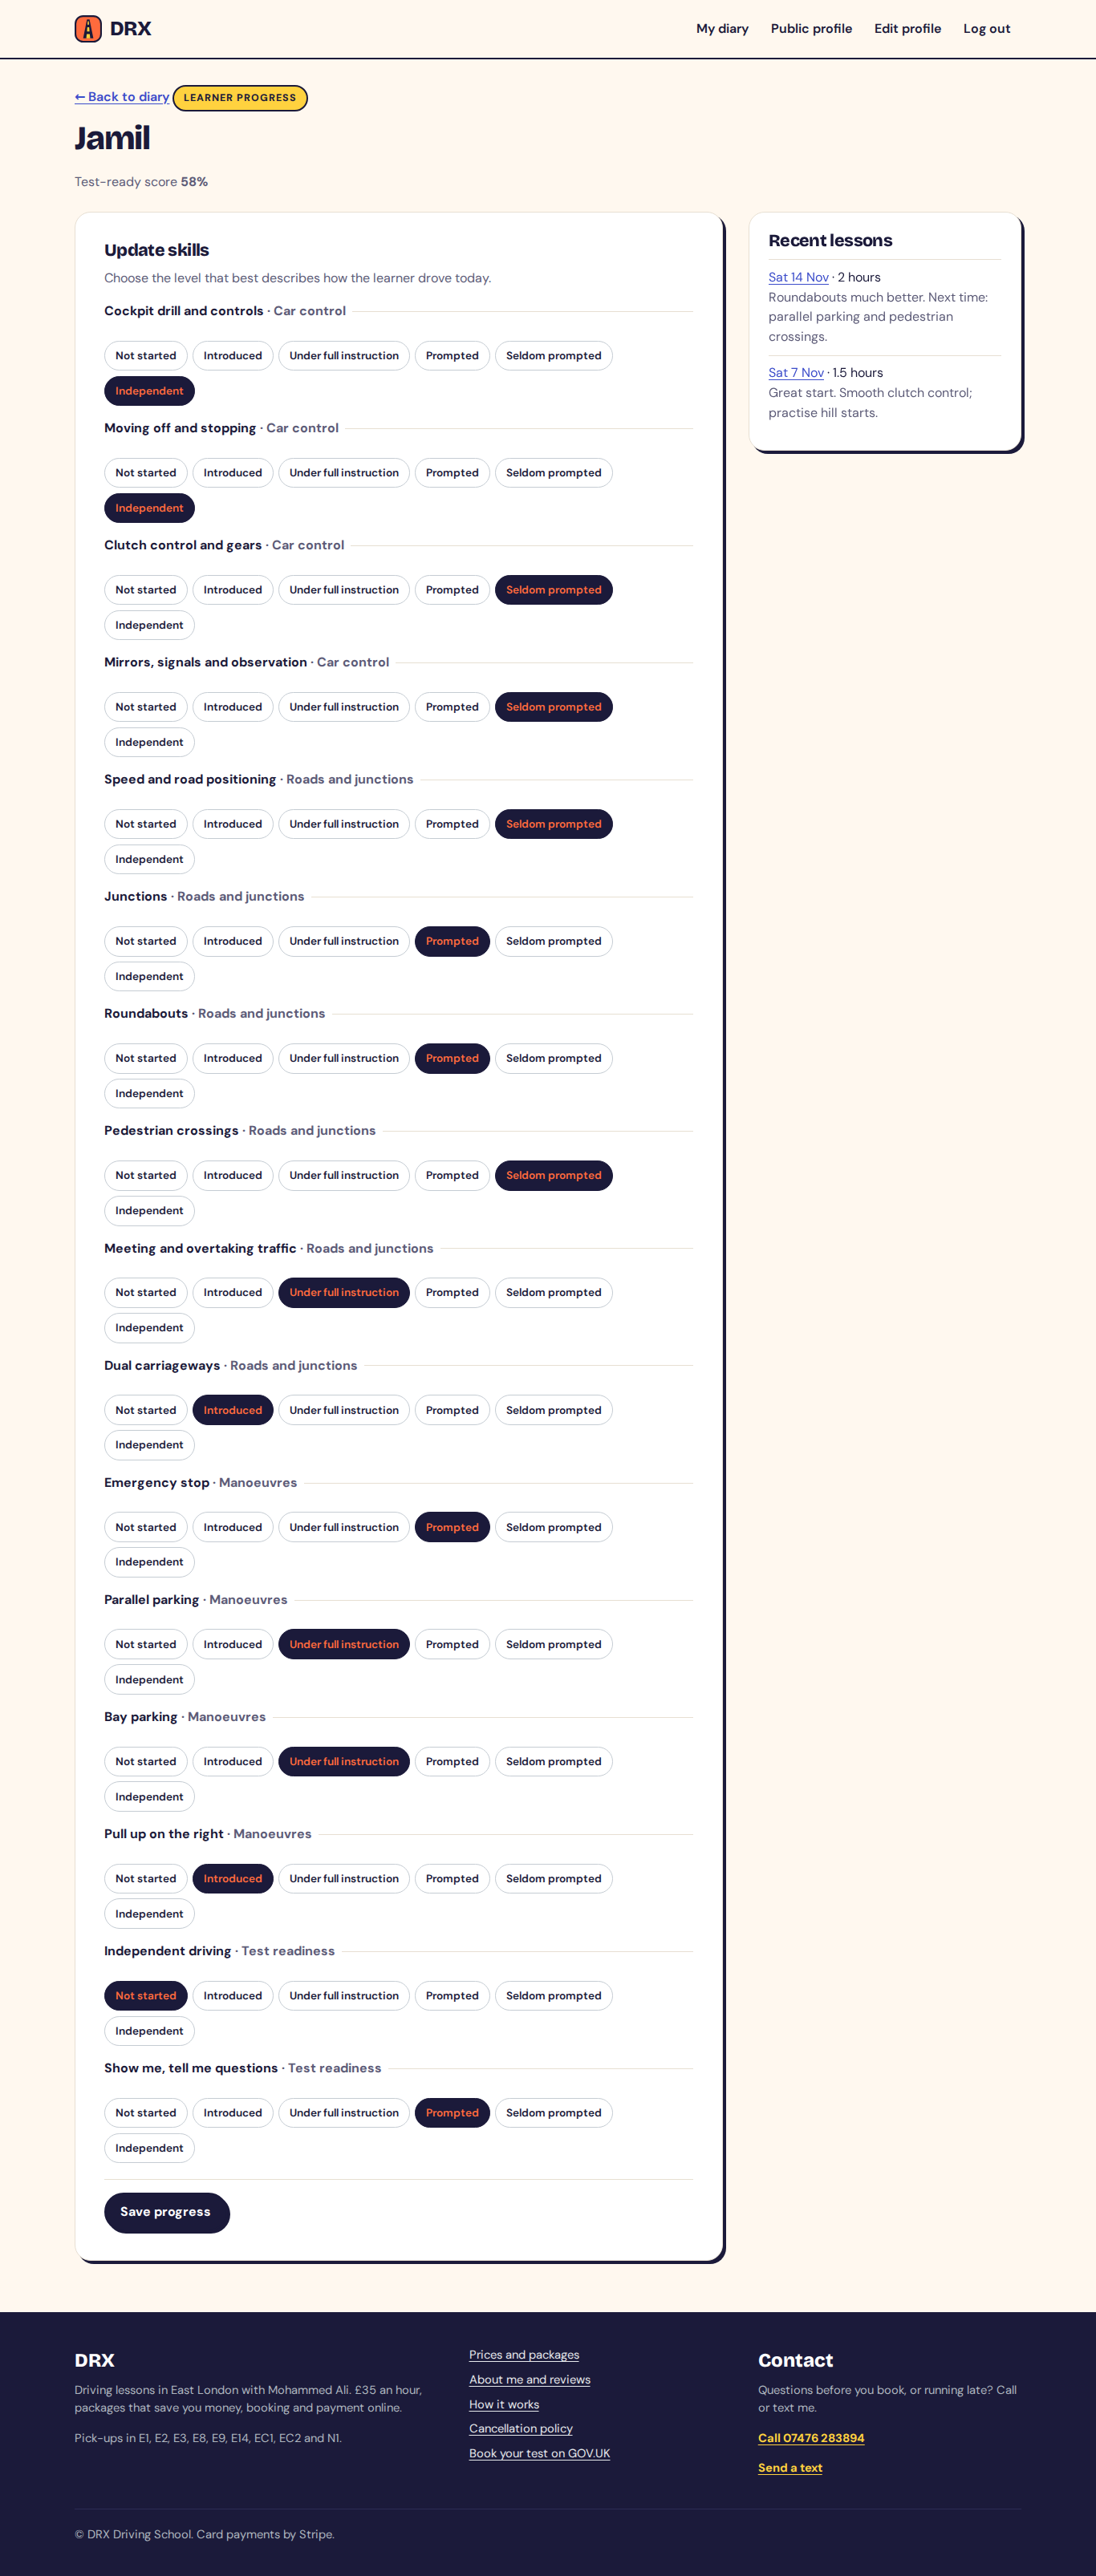 DRX
My diary
Public profile
Edit profile
Log out
← Back to diary
LEARNER PROGRESS
Jamil
Test-ready score 58%
Update skills
Choose the level that best describes how the learner drove today.
Cockpit drill and controls · Car control
Not started
Introduced
Under full instruction
Prompted
Seldom prompted
Independent
Moving off and stopping · Car control
Not started
Introduced
Under full instruction
Prompted
Seldom prompted
Independent
Clutch control and gears · Car control
Not started
Introduced
Under full instruction
Prompted
Seldom prompted
Independent
Mirrors, signals and observation · Car control
Not started
Introduced
Under full instruction
Prompted
Seldom prompted
Independent
Speed and road positioning · Roads and junctions
Not started
Introduced
Under full instruction
Prompted
Seldom prompted
Independent
Junctions · Roads and junctions
Not started
Introduced
Under full instruction
Prompted
Seldom prompted
Independent
Roundabouts · Roads and junctions
Not started
Introduced
Under full instruction
Prompted
Seldom prompted
Independent
Pedestrian crossings · Roads and junctions
Not started
Introduced
Under full instruction
Prompted
Seldom prompted
Independent
Meeting and overtaking traffic · Roads and junctions
Not started
Introduced
Under full instruction
Prompted
Seldom prompted
Independent
Dual carriageways · Roads and junctions
Not started
Introduced
Under full instruction
Prompted
Seldom prompted
Independent
Emergency stop · Manoeuvres
Not started
Introduced
Under full instruction
Prompted
Seldom prompted
Independent
Parallel parking · Manoeuvres
Not started
Introduced
Under full instruction
Prompted
Seldom prompted
Independent
Bay parking · Manoeuvres
Not started
Introduced
Under full instruction
Prompted
Seldom prompted
Independent
Pull up on the right · Manoeuvres
Not started
Introduced
Under full instruction
Prompted
Seldom prompted
Independent
Independent driving · Test readiness
Not started
Introduced
Under full instruction
Prompted
Seldom prompted
Independent
Show me, tell me questions · Test readiness
Not started
Introduced
Under full instruction
Prompted
Seldom prompted
Independent
Save progress
Recent lessons
Sat 14 Nov · 2 hours
Roundabouts much better. Next time:
parallel parking and pedestrian
crossings.
Sat 7 Nov · 1.5 hours
Great start. Smooth clutch control;
practise hill starts.
DRX
Driving lessons in East London with Mohammed Ali. £35 an hour,
packages that save you money, booking and payment online.
Pick-ups in E1, E2, E3, E8, E9, E14, EC1, EC2 and N1.
Prices and packages
About me and reviews
How it works
Cancellation policy
Book your test on GOV.UK
Contact
Questions before you book, or running late? Call
or text me.
Call 07476 283894
Send a text
© DRX Driving School. Card payments by Stripe.